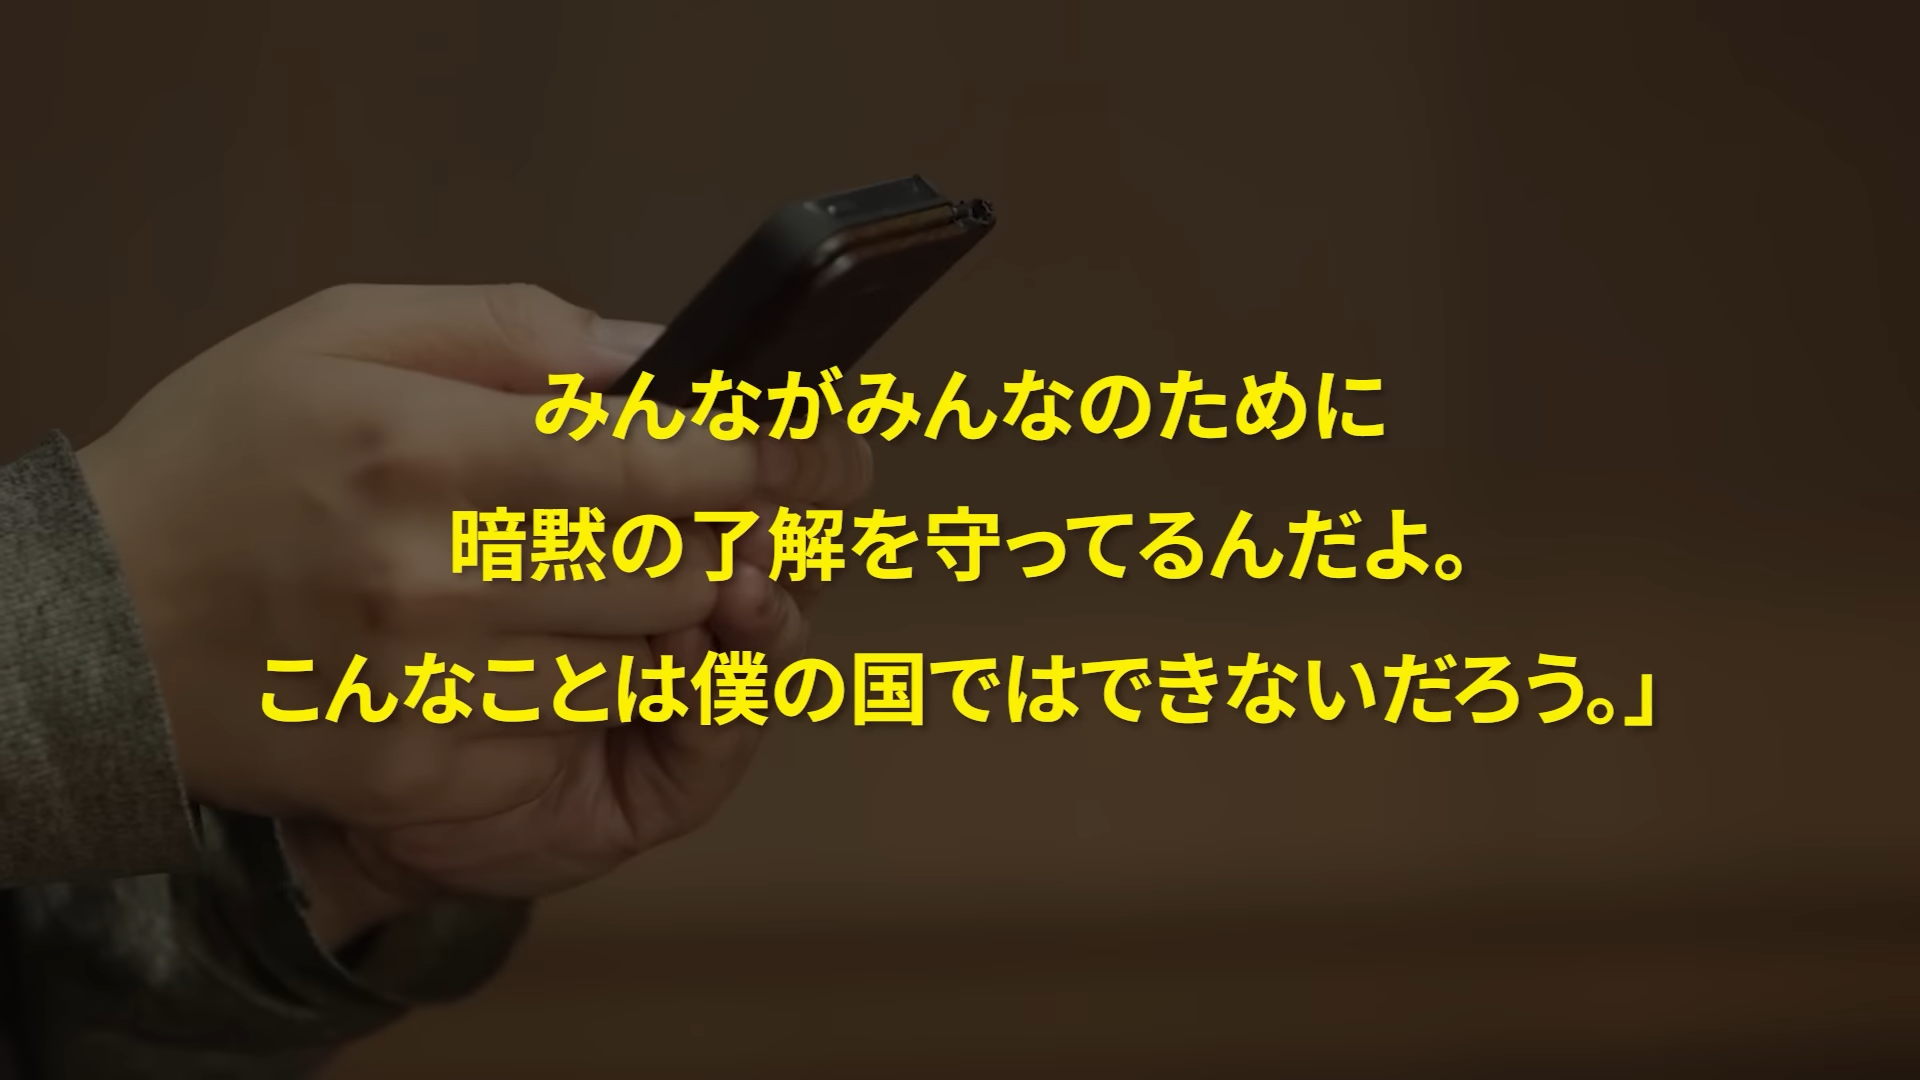 みんながみんなのために
暗黙の了解を守ってるんだよ。
こんなことは僕の国ではできないだろう。」